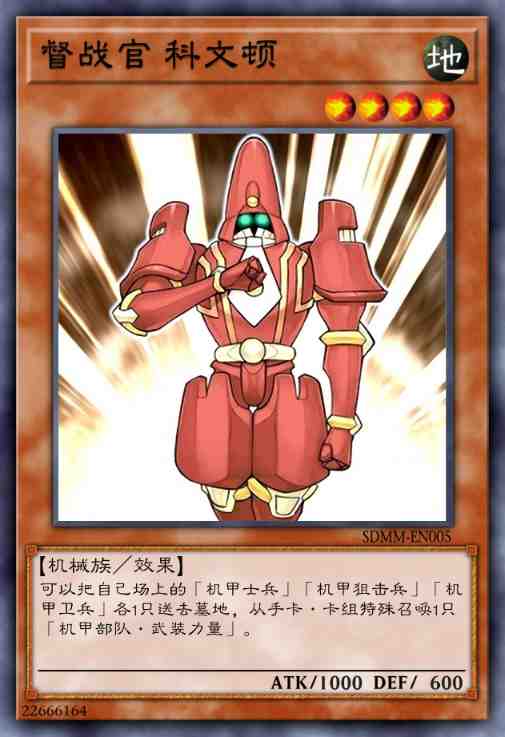 督战官 科文顿
地
SDMM-EN005
【机械族／效果】
可以把自己场上的「机甲士兵」「机甲狙击兵」「机
甲卫兵」各1只送去墓地，从手卡·卡组特殊召唤1只
「机甲部队·武装力量」。
ATK/1000 DEF/ 600
22666164